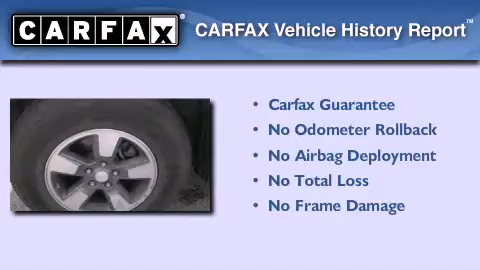 CARFAX®
CARFAX Vehicle History Report™
• Carfax Guarantee
• No Odometer Rollback
• No Airbag Deployment
• No Total Loss
• No Frame Damage